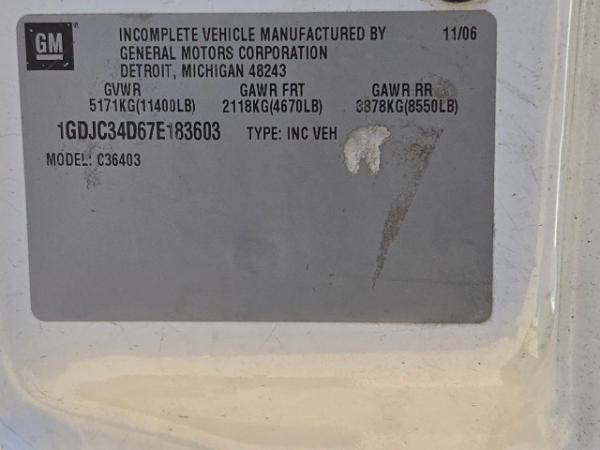 GM
INCOMPLETE VEHICLE MANUFACTURED BY 11/06
GENERAL MOTORS CORPORATION
DETROIT, MICHIGAN 48243
GVWR GAWR FRT GAWR RR
5171KG(11400LB) 2118KG(4670LB) 3878KG(8550LB)
1GDJC34D67E183603 TYPE: INC VEH
MODEL: C36403